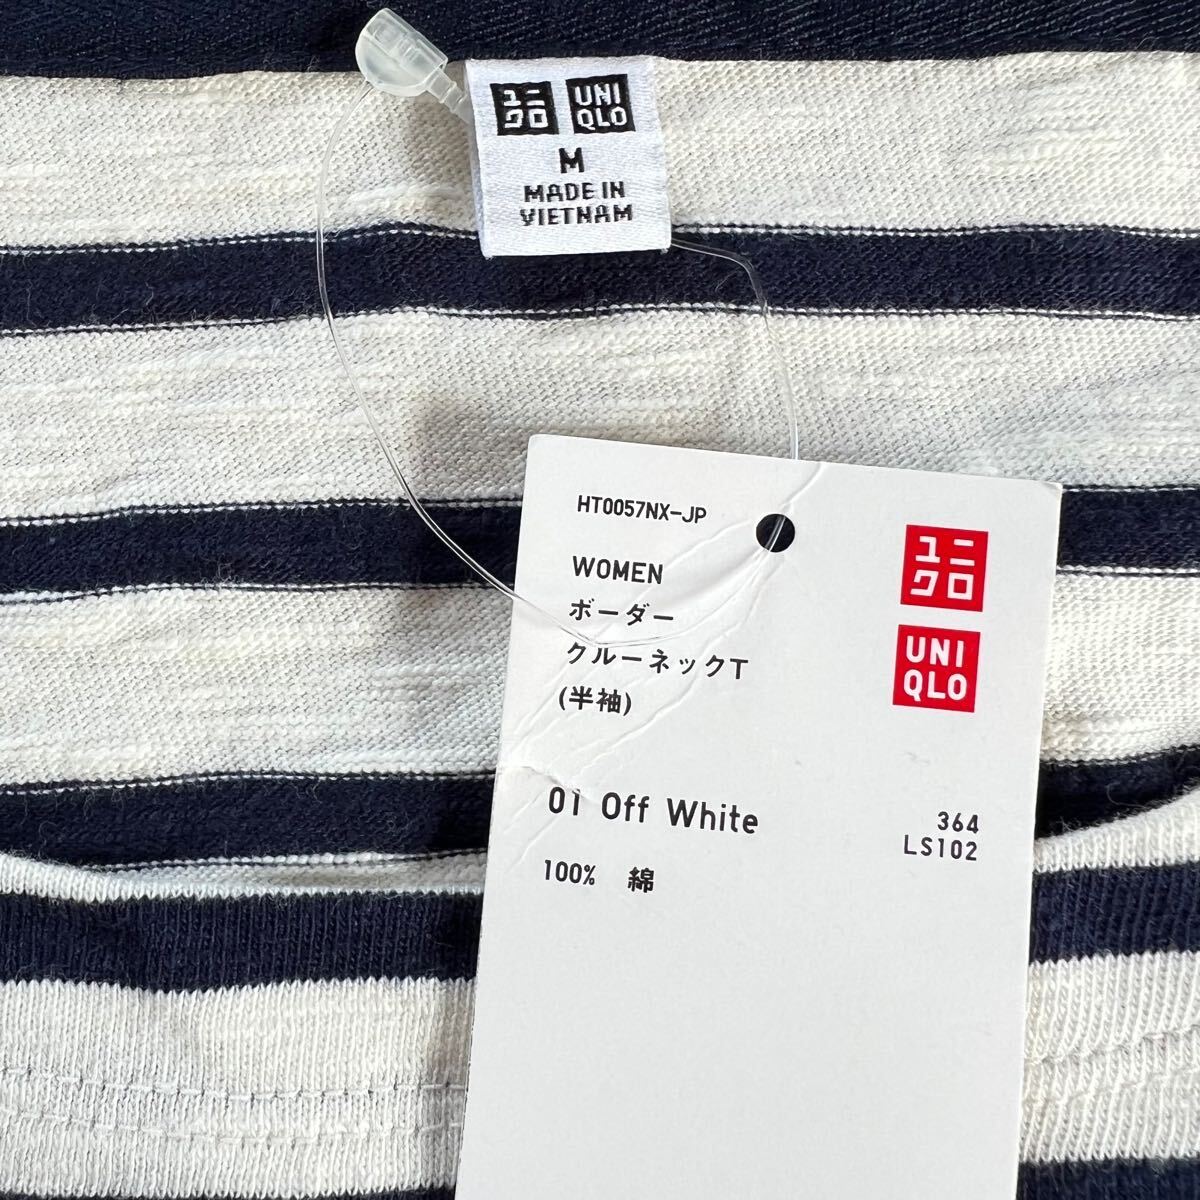 ユニ
クロ
UNI
QLO
M
MADE IN
VIETNAM
HT0057NX-JP
WOMEN
ボーダー
クルーネックT
(半袖)
ユニ
クロ
UNI
QLO
01 Off White
364
LS102
100% 綿